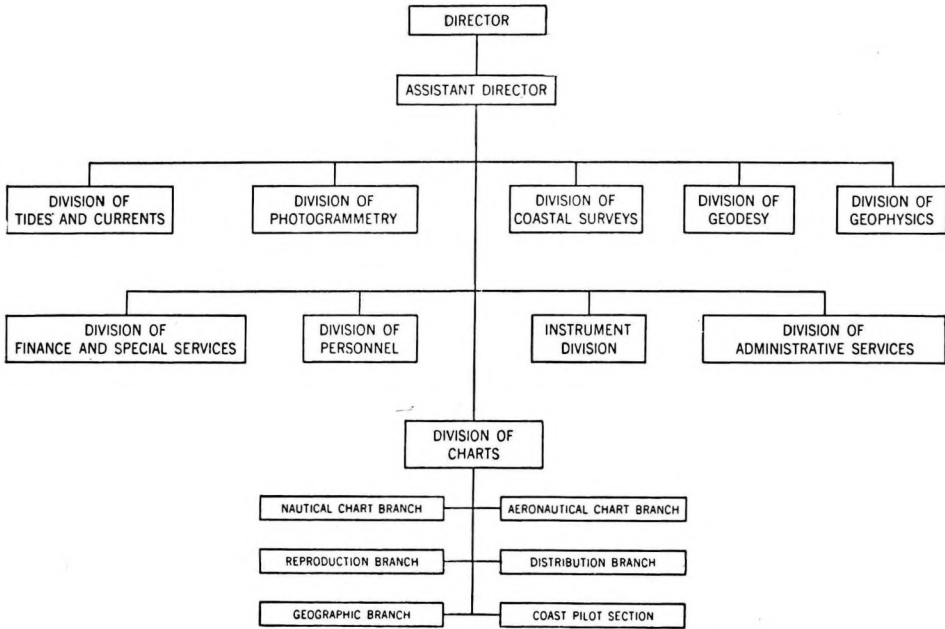 DIRECTOR
ASSISTANT DIRECTOR
DIVISION OF
TIDES AND CURRENTS
DIVISION OF
PHOTOGRAMMETRY
DIVISION OF
COASTAL SURVEYS
DIVISION OF
GEODESY
DIVISION OF
GEOPHYSICS
DIVISION OF
FINANCE AND SPECIAL SERVICES
DIVISION OF
PERSONNEL
INSTRUMENT
DIVISION
DIVISION OF
ADMINISTRATIVE SERVICES
DIVISION OF
CHARTS
NAUTICAL CHART BRANCH
AERONAUTICAL CHART BRANCH
REPRODUCTION BRANCH
DISTRIBUTION BRANCH
GEOGRAPHIC BRANCH
COAST PILOT SECTION